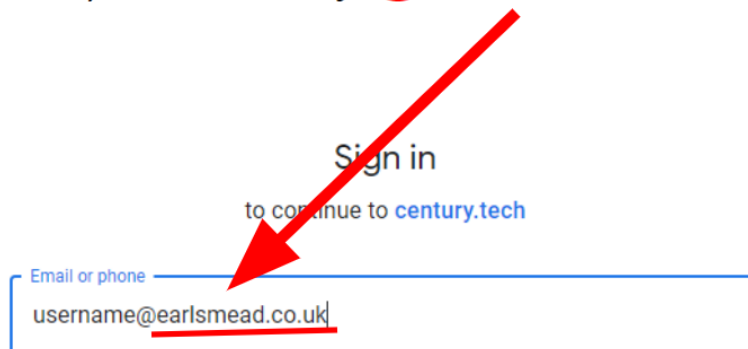 Sign in
to continue to century.tech
Email or phone
username@earlsmead.co.uk